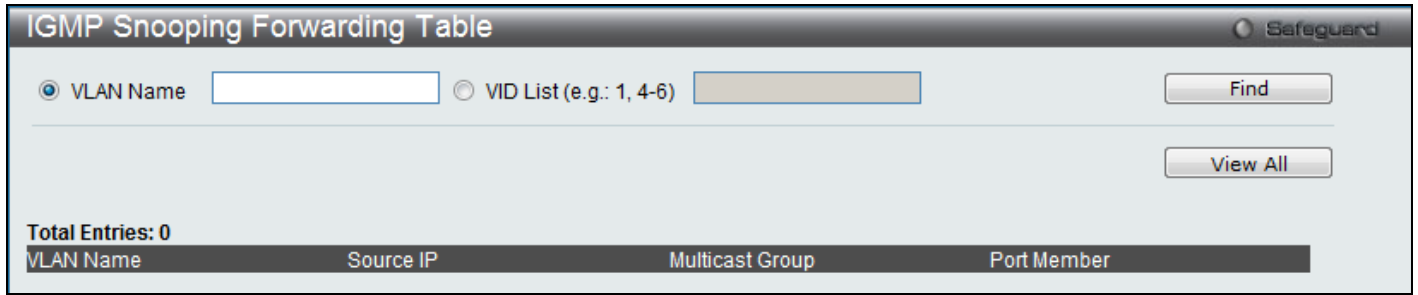 IGMP Snooping Forwarding Table
Safeguard
VLAN Name VID List (e.g.: 1, 4-6) Find
View All
Total Entries: 0
VLAN Name Source IP Multicast Group Port Member